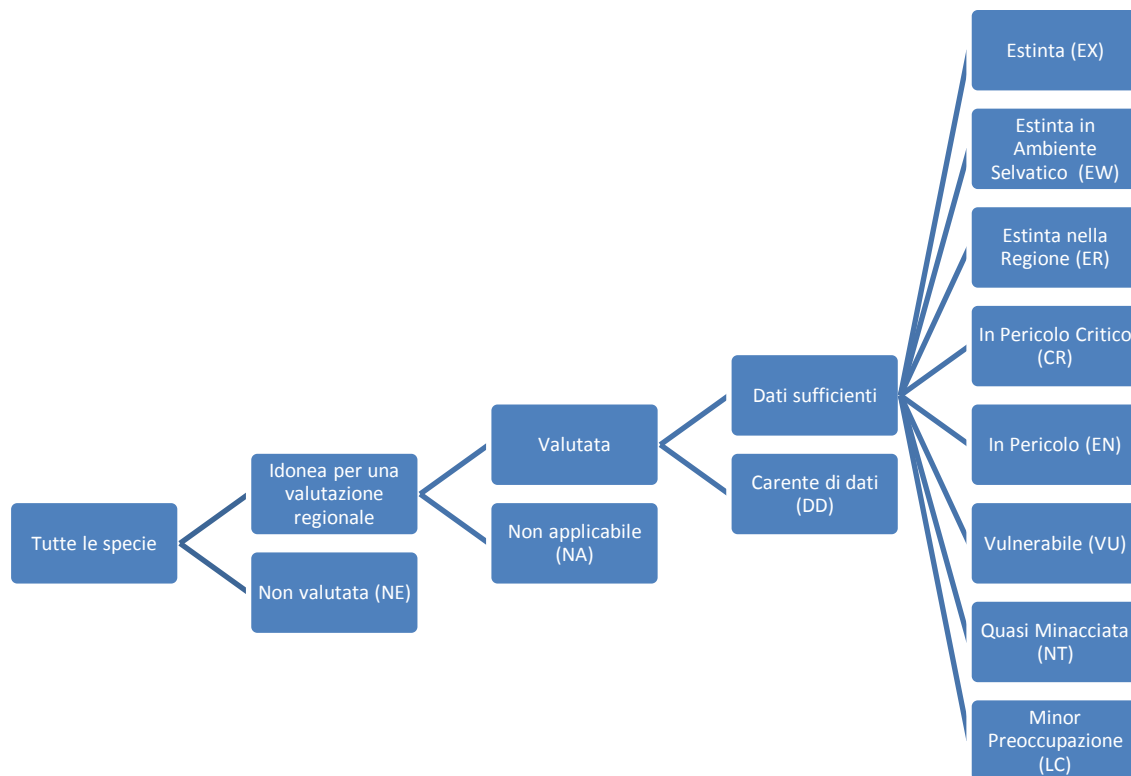 Tutte le specie
Idonea per una
valutazione
regionale
Non valutata (NE)
Valutata
Non applicabile
(NA)
Dati sufficienti
Carente di dati
(DD)
Estinta (EX)
Estinta in
Ambiente
Selvatico (EW)
Estinta nella
Regione (ER)
In Pericolo Critico
(CR)
In Pericolo (EN)
Vulnerabile (VU)
Quasi Minacciata
(NT)
Minor
Preoccupazione
(LC)